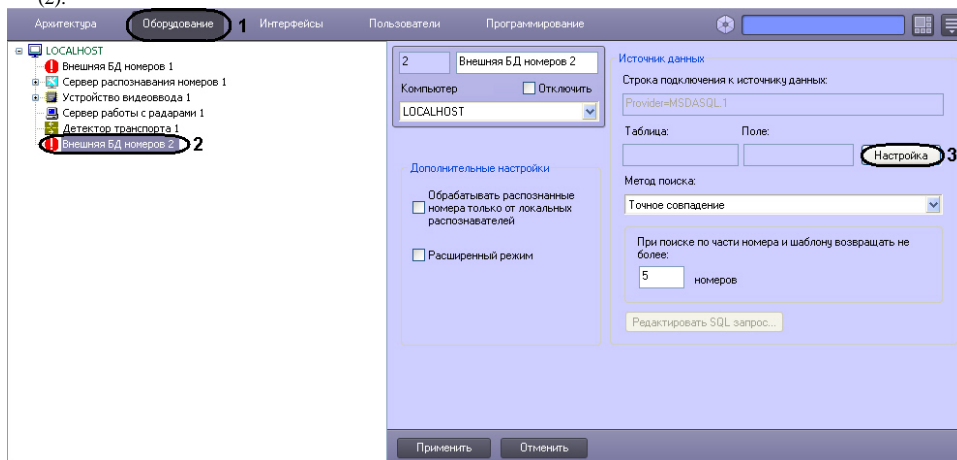 (2).
Архитектура Оборудование 1 Интерфейсы Пользователи Программирование
LOCALHOST
Внешняя БД номеров 1
Сервер распознавания номеров 1
Устройство видеоввода 1
Сервер работы с радарами 1
Детектор транспорта 1
Внешняя БД номеров 2 2
2 Внешняя БД номеров 2
Компьютер Отключить
LOCALHOST
Дополнительные настройки
Обрабатывать распознанные
номера только от локальных
распознавателей
Расширенный режим
Источник данных
Строка подключения к источнику данных:
Provider=MSDASQL.1
Таблица: Поле:
Настройка 3
Метод поиска:
Точное совпадение
При поиске по части номера и шаблону возвращать не
более:
5 номеров
Редактировать SQL запрос...
Применить Отменить